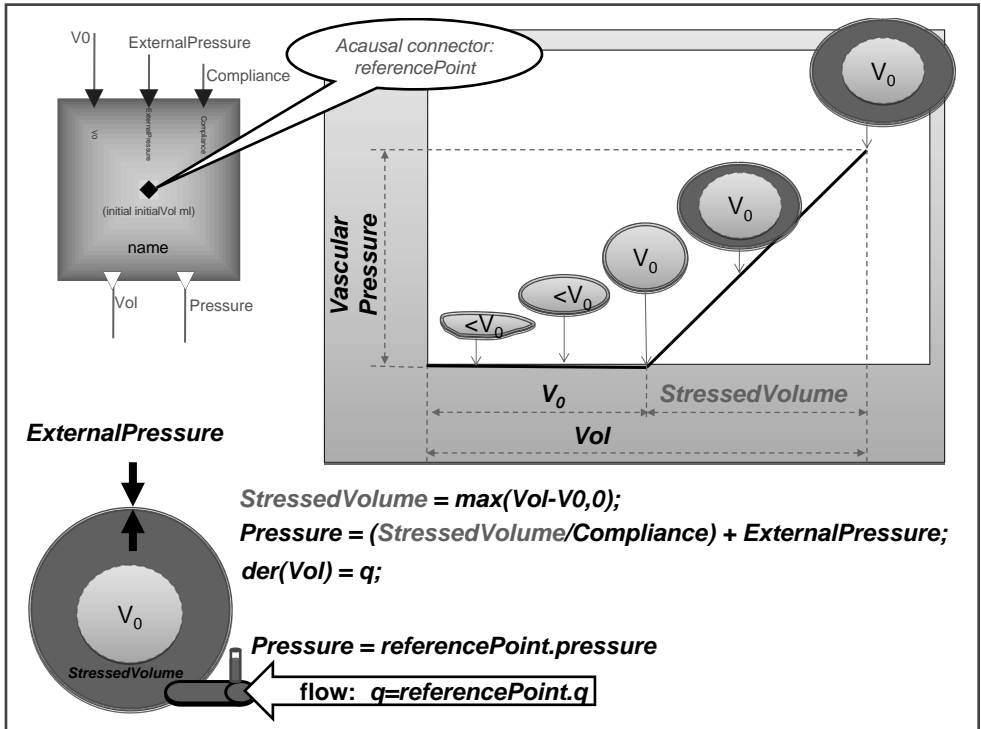 V0
ExternalPressure
Compliance
Acausal connector:
referencePoint
V0
ExternalPressure
Compliance
(initial initialVol ml)
name
Vol
Pressure
Vascular
Pressure
<V0
<V0
V0
V0
V0
V0
StressedVolume
Vol
ExternalPressure
V0
StressedVolume
StressedVolume = max(Vol-V0,0);
Pressure = (StressedVolume/Compliance) + ExternalPressure;
der(Vol) = q;
Pressure = referencePoint.pressure
flow: q=referencePoint.q